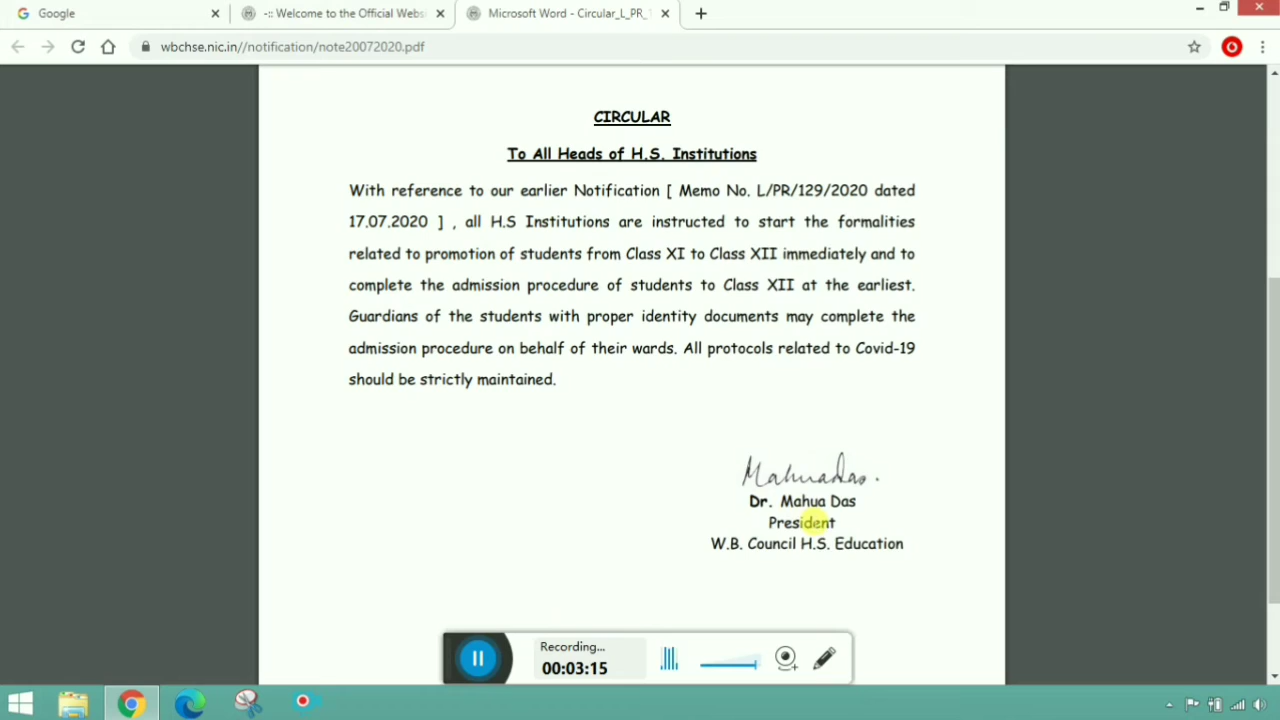 Google
-:: Welcome to the Official Websi
Microsoft Word - Circular_L_PR_1
wbchse.nic.in//notification/note20072020.pdf
CIRCULAR
To All Heads of H.S. Institutions
With reference to our earlier Notification [ Memo No. L/PR/129/2020 dated
17.07.2020 ] , all H.S Institutions are instructed to start the formalities
related to promotion of students from Class XI to Class XII immediately and to
complete the admission procedure of students to Class XII at the earliest.
Guardians of the students with proper identity documents may complete the
admission procedure on behalf of their wards. All protocols related to Covid-19
should be strictly maintained.
Mahuadas.
Dr. Mahua Das
President
W.B. Council H.S. Education
Recording...
00:03:15